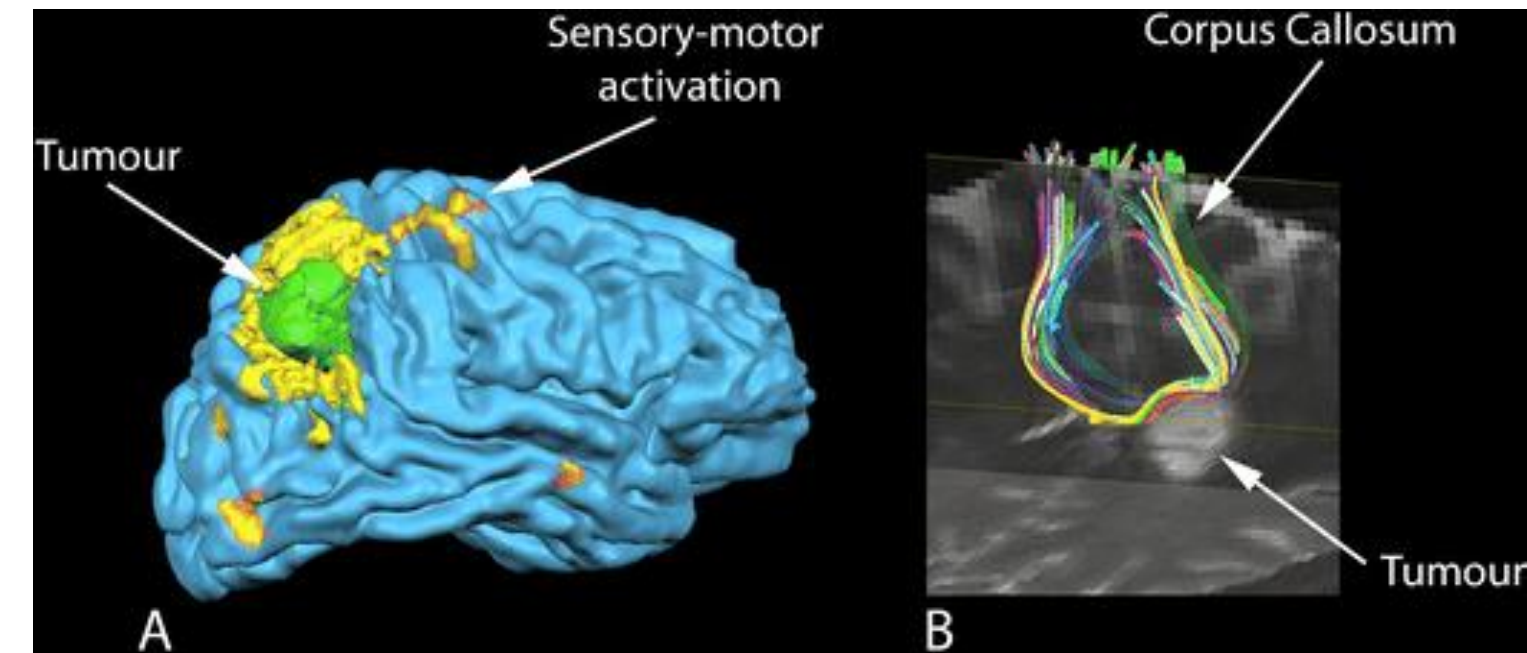 Sensory-motor
activation
Tumour
A
Corpus Callosum
Tumour
B